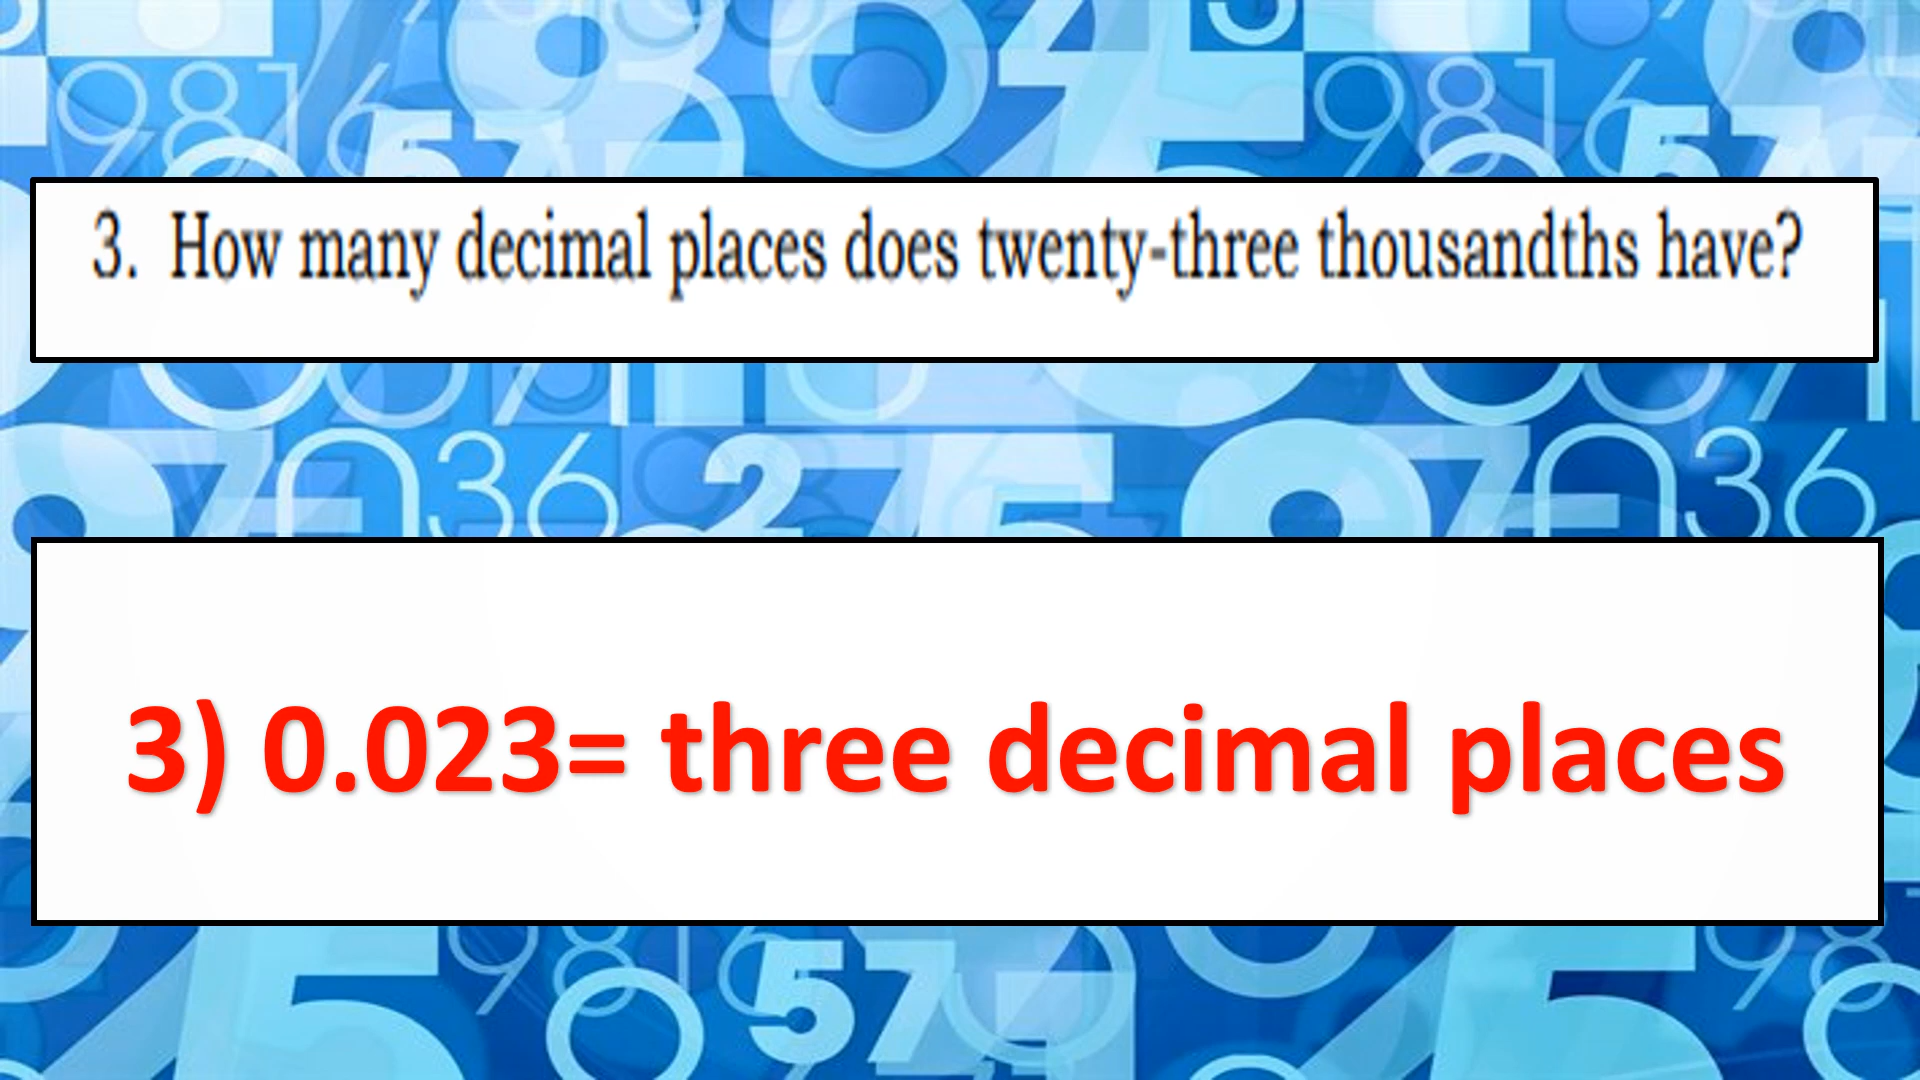 3. How many decimal places does twenty-three thousandths have?
3) 0.023= three decimal places